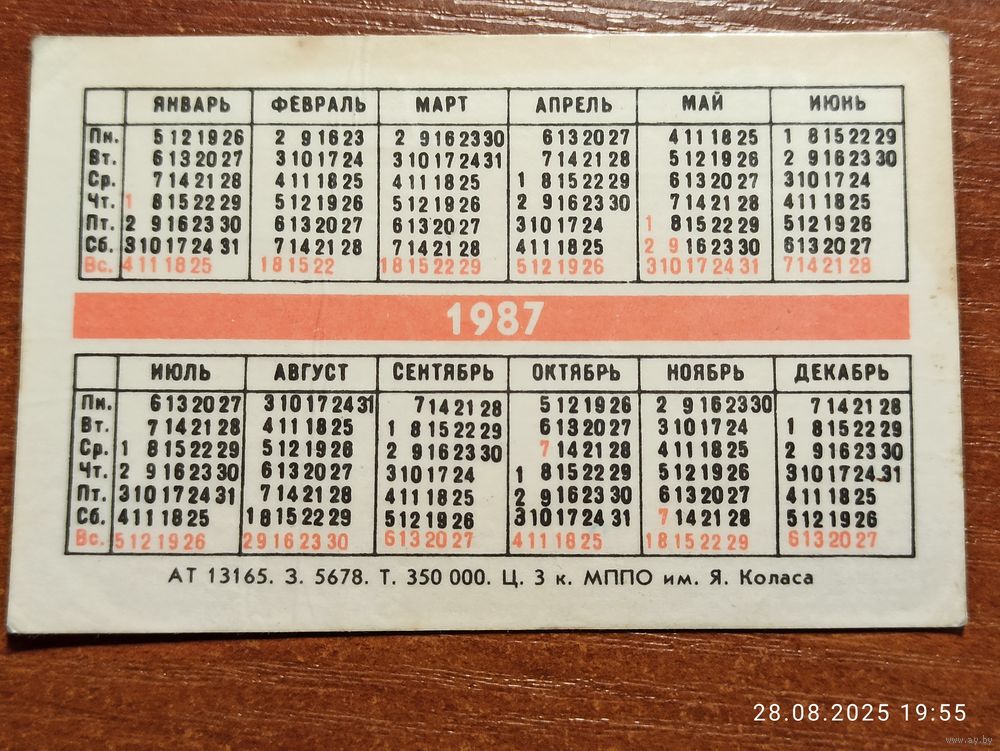 ЯНВАРЬ ФЕВРАЛЬ МАРТ АПРЕЛЬ МАЙ ИЮНЬ
Пн. 5 12 19 26 2 9 16 23 2 9 16 23 30 6 13 20 27 4 11 18 25 1 8 15 22 29
Вт. 6 13 20 27 3 10 17 24 3 10 17 24 31 7 14 21 28 5 12 19 26 2 9 16 23 30
Ср. 7 14 21 28 4 11 18 25 4 11 18 25 1 8 15 22 29 6 13 20 27 3 10 17 24
Чт. 1 8 15 22 29 5 12 19 26 5 12 19 26 2 9 16 23 30 7 14 21 28 4 11 18 25
Пт. 2 9 16 23 30 6 13 20 27 6 13 20 27 3 10 17 24 1 8 15 22 29 5 12 19 26
Сб. 3 10 17 24 31 7 14 21 28 7 14 21 28 4 11 18 25 2 9 16 23 30 6 13 20 27
Вс. 4 11 18 25 1 8 15 22 1 8 15 22 29 5 12 19 26 3 10 17 24 31 7 14 21 28
1987
ИЮЛЬ АВГУСТ СЕНТЯБРЬ ОКТЯБРЬ НОЯБРЬ ДЕКАБРЬ
Пн. 6 13 20 27 3 10 17 24 31 7 14 21 28 5 12 19 26 2 9 16 23 30 7 14 21 28
Вт. 7 14 21 28 4 11 18 25 1 8 15 22 29 6 13 20 27 3 10 17 24 1 8 15 22 29
Ср. 1 8 15 22 29 5 12 19 26 2 9 16 23 30 7 14 21 28 4 11 18 25 2 9 16 23 30
Чт. 2 9 16 23 30 6 13 20 27 3 10 17 24 1 8 15 22 29 5 12 19 26 3 10 17 24 31
Пт. 3 10 17 24 31 7 14 21 28 4 11 18 25 2 9 16 23 30 6 13 20 27 4 11 18 25
Сб. 4 11 18 25 1 8 15 22 29 5 12 19 26 3 10 17 24 31 7 14 21 28 5 12 19 26
Вс. 5 12 19 26 2 9 16 23 30 6 13 20 27 4 11 18 25 1 8 15 22 29 6 13 20 27
АТ 13165. З. 5678. Т. 350 000. Ц. 3 к. МППО им. Я. Коласа
28.08.2025 19:55
www.ay.by